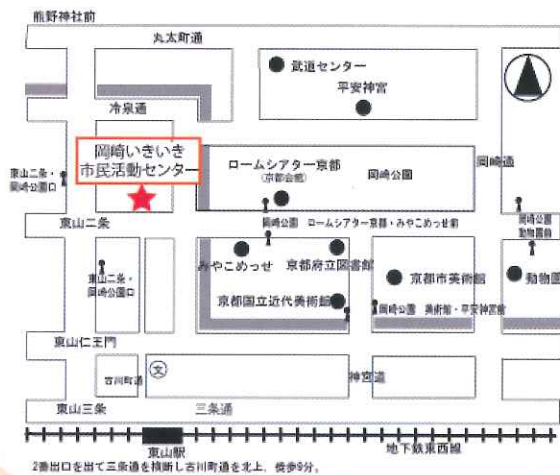 熊野神社前
丸太町通
武道センター
平安神宮
冷泉通
岡崎いきいき
市民活動センター
ロームシアター京都
(京都会館)
岡崎公園
岡崎通
東山二条・
岡崎公園口
東山二条
岡崎公園 ロームシアター京都・みやこめっせ前
岡崎公園
動物園前
東山二条・
岡崎公園口
みやこめっせ
京都府立図書館
京都市美術館
動物園
京都国立近代美術館
岡崎公園 美術館・平安神宮前
東山仁王門
古川町通
文
神宮道
東山三条
三条通
東山駅
地下鉄東西線
2番出口を出て三条通を横断し古川町通を北上、徒歩9分。